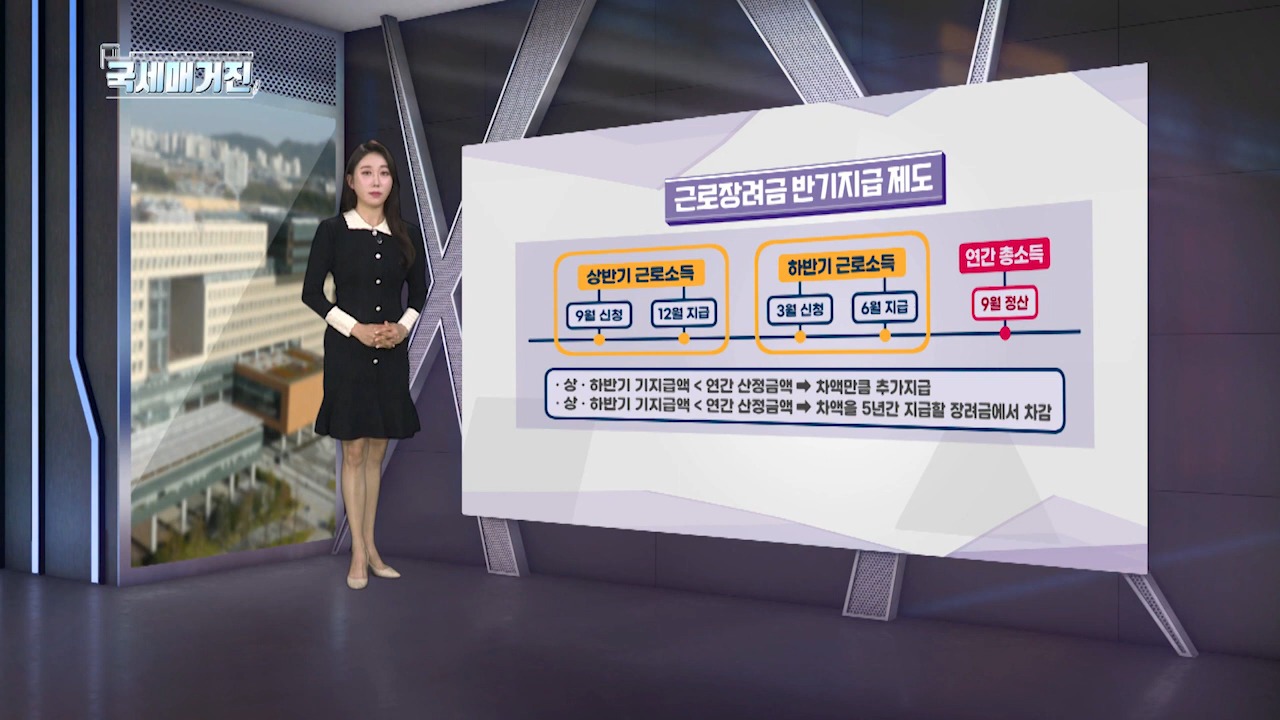 국세매거진
근로장려금 반기지급 제도
상반기 근로소득
9월 신청
12월 지급
하반기 근로소득
3월 신청
6월 지급
연간 총소득
9월 정산
· 상 · 하반기 기지급액 < 연간 산정금액 ➡ 차액만큼 추가지급
· 상 · 하반기 기지급액 < 연간 산정금액 ➡ 차액을 5년간 지급할 장려금에서 차감